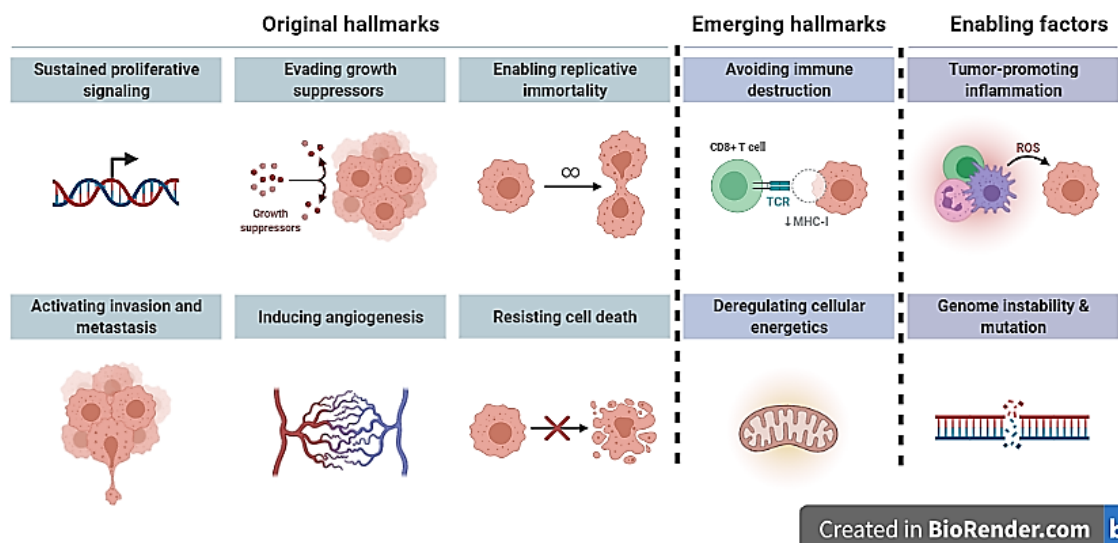 Original hallmarks
Emerging hallmarks
Enabling factors
Sustained proliferative
signaling
Evading growth
suppressors
Enabling replicative
immortality
Avoiding immune
destruction
Tumor-promoting
inflammation
Growth
suppressors
∞
CD8+ T cell
TCR
↓MHC-I
ROS
Activating invasion and
metastasis
Inducing angiogenesis
Resisting cell death
Deregulating cellular
energetics
Genome instability &
mutation
Created in BioRender.com b